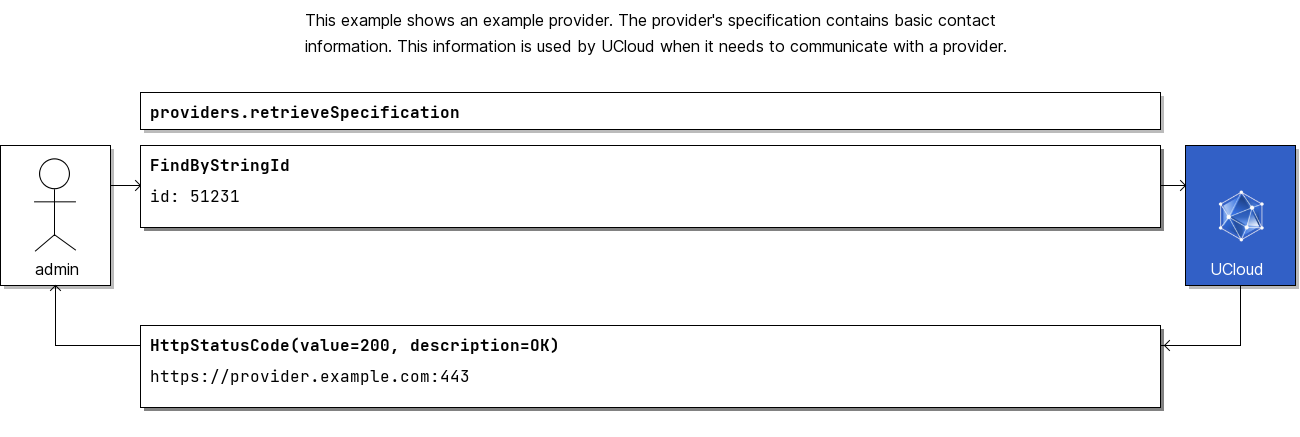 This example shows an example provider. The provider's specification contains basic contact
information. This information is used by UCloud when it needs to communicate with a provider.
providers.retrieveSpecification
FindByStringId
id: 51231
admin
UCloud
HttpStatusCode(value=200, description=OK)
https://provider.example.com:443